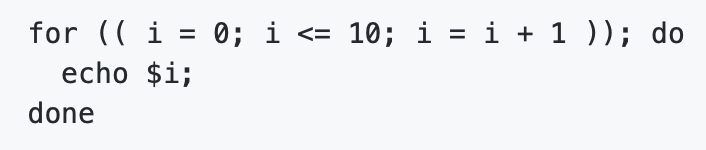 for (( i = 0; i <= 10; i = i + 1 )); do
  echo $i;
done